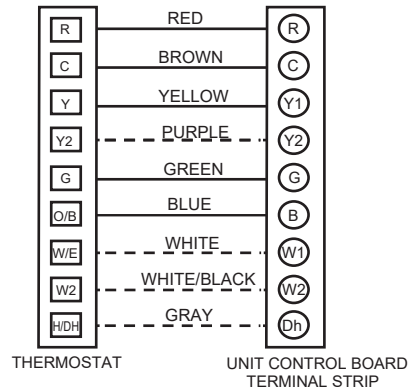 R RED R
C BROWN C
Y YELLOW Y1
Y2 PURPLE Y2
G GREEN G
O/B BLUE B
W/E WHITE W1
W2 WHITE/BLACK W2
H/DH GRAY Dh
THERMOSTAT UNIT CONTROL BOARD
TERMINAL STRIP